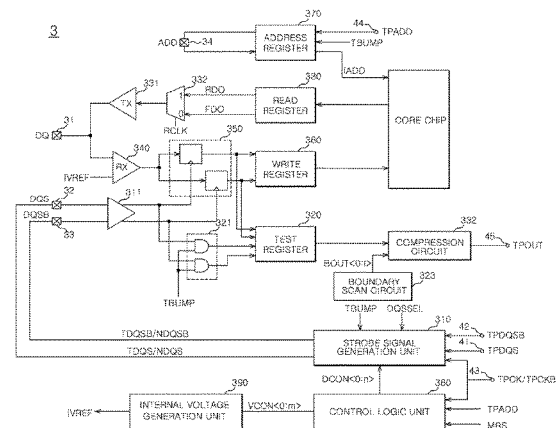 3
370
44
TPADD
ADD
34
ADDRESS
REGISTER
TBUMP
IADD
331
332
380
TX
1
RDO
READ
REGISTER
0
FDO
CORE CHIP
31
DQ
RCLK
340
350
360
IVREF
RX
WRITE
REGISTER
32
311
DQS
DQSB
33
321
320
332
TEST
REGISTER
COMPRESSION
CIRCUIT
45
TPOUT
BOUT<0:l>
323
BOUNDARY
SCAN CIRCUIT
TBUMP
TBUMP
DQSSEL
310
42
TPDQSB
TDQSB/NDQSB
STROBE SIGNAL
GENERATION UNIT
41
TPDQS
TDQS/NDQS
43
DCON<0:n>
TPCK/TPCKB
390
380
IVREF
INTERNAL VOLTAGE
GENERATION UNIT
VCON<0:m>
CONTROL LOGIC UNIT
TPADD
MRS